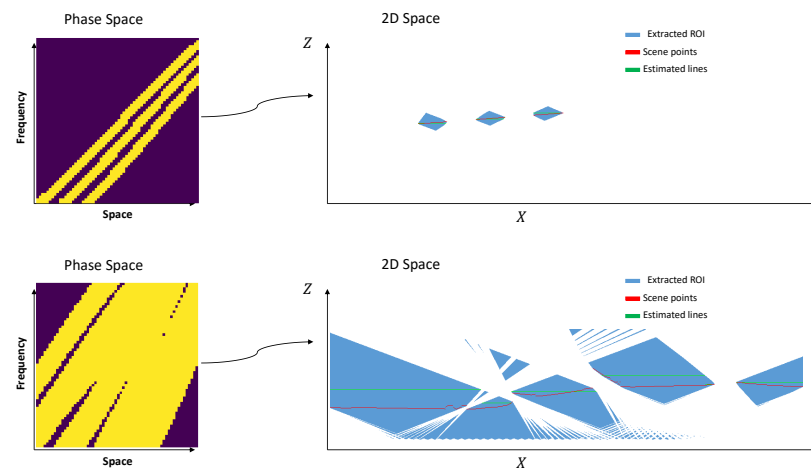 Phase Space
2D Space
Z
Extracted ROI
Scene points
Estimated lines
Frequency
Space
X
Phase Space
2D Space
Z
Extracted ROI
Scene points
Estimated lines
Frequency
Space
X